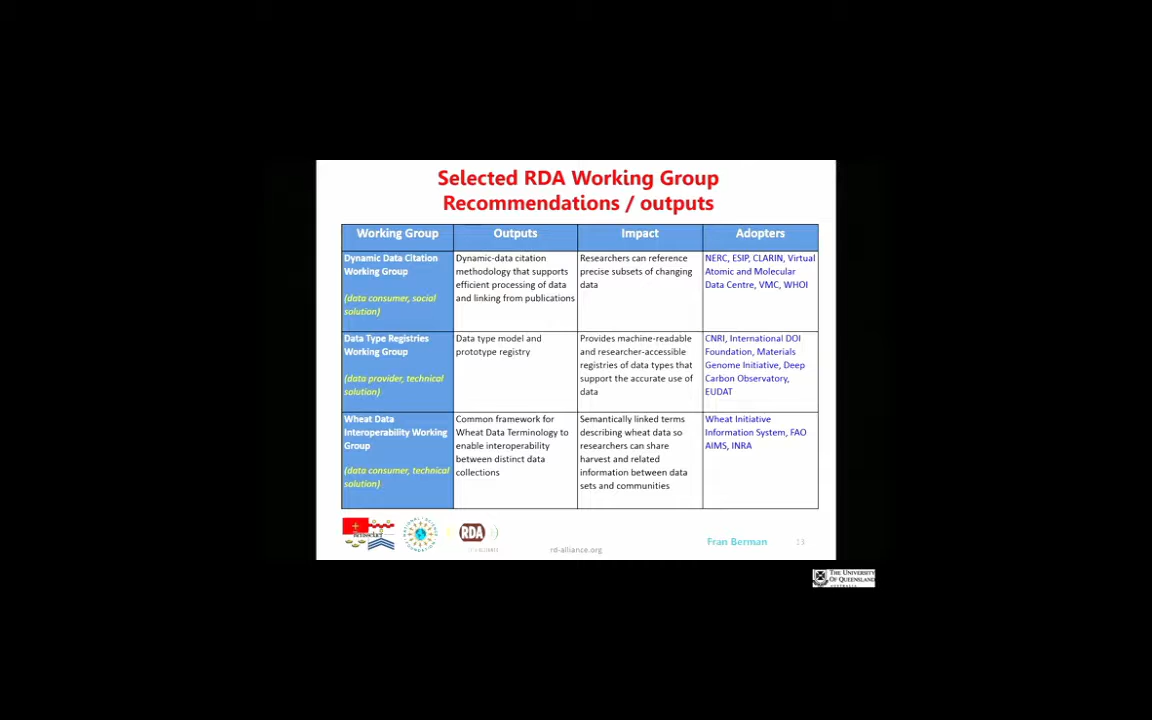 Selected RDA Working Group
Recommendations / outputs
Working Group
Outputs
Impact
Adopters
Dynamic Data Citation
Working Group
(data consumer, social
solution)
Dynamic-data citation
methodology that supports
efficient processing of data
and linking from publications
Researchers can reference
precise subsets of changing
data
NERC, ESIP, CLARIN, Virtual
Atomic and Molecular
Data Centre, VMC, WHOI
Data Type Registries
Working Group
(data provider, technical
solution)
Data type model and
prototype registry
Provides machine-readable
and researcher-accessible
registries of data types that
support the accurate use of
data
CNRI, International DOI
Foundation, Materials
Genome Initiative, Deep
Carbon Observatory,
EUDAT
Wheat Data
Interoperability Working
Group
(data consumer, technical
solution)
Common framework for
Wheat Data Terminology to
enable interoperability
between distinct data
collections
Semantically linked terms
describing wheat data so
researchers can share
harvest and related
information between data
sets and communities
Wheat Initiative
Information System, FAO
AIMS, INRA
RDA
rd-alliance.org
Fran Berman
13
THE UNIVERSITY
OF QUEENSLAND
AUSTRALIA